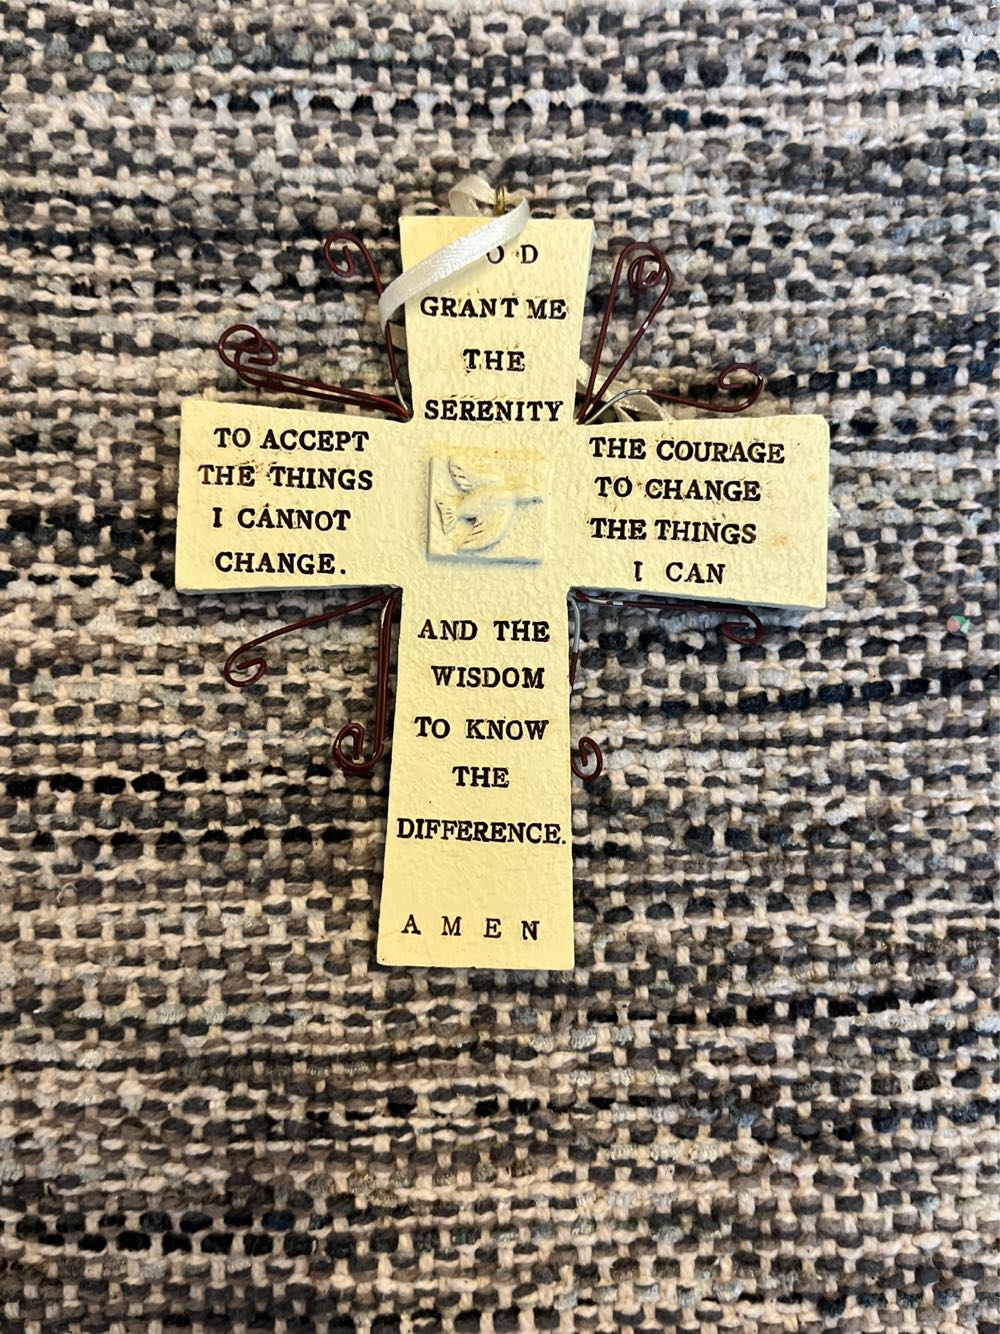 OD
GRANT ME
THE
SERENITY
TO ACCEPT
THE THINGS
I CANNOT
CHANGE.
THE COURAGE
TO CHANGE
THE THINGS
I CAN
AND THE
WISDOM
TO KNOW
THE
DIFFERENCE.
AMEN